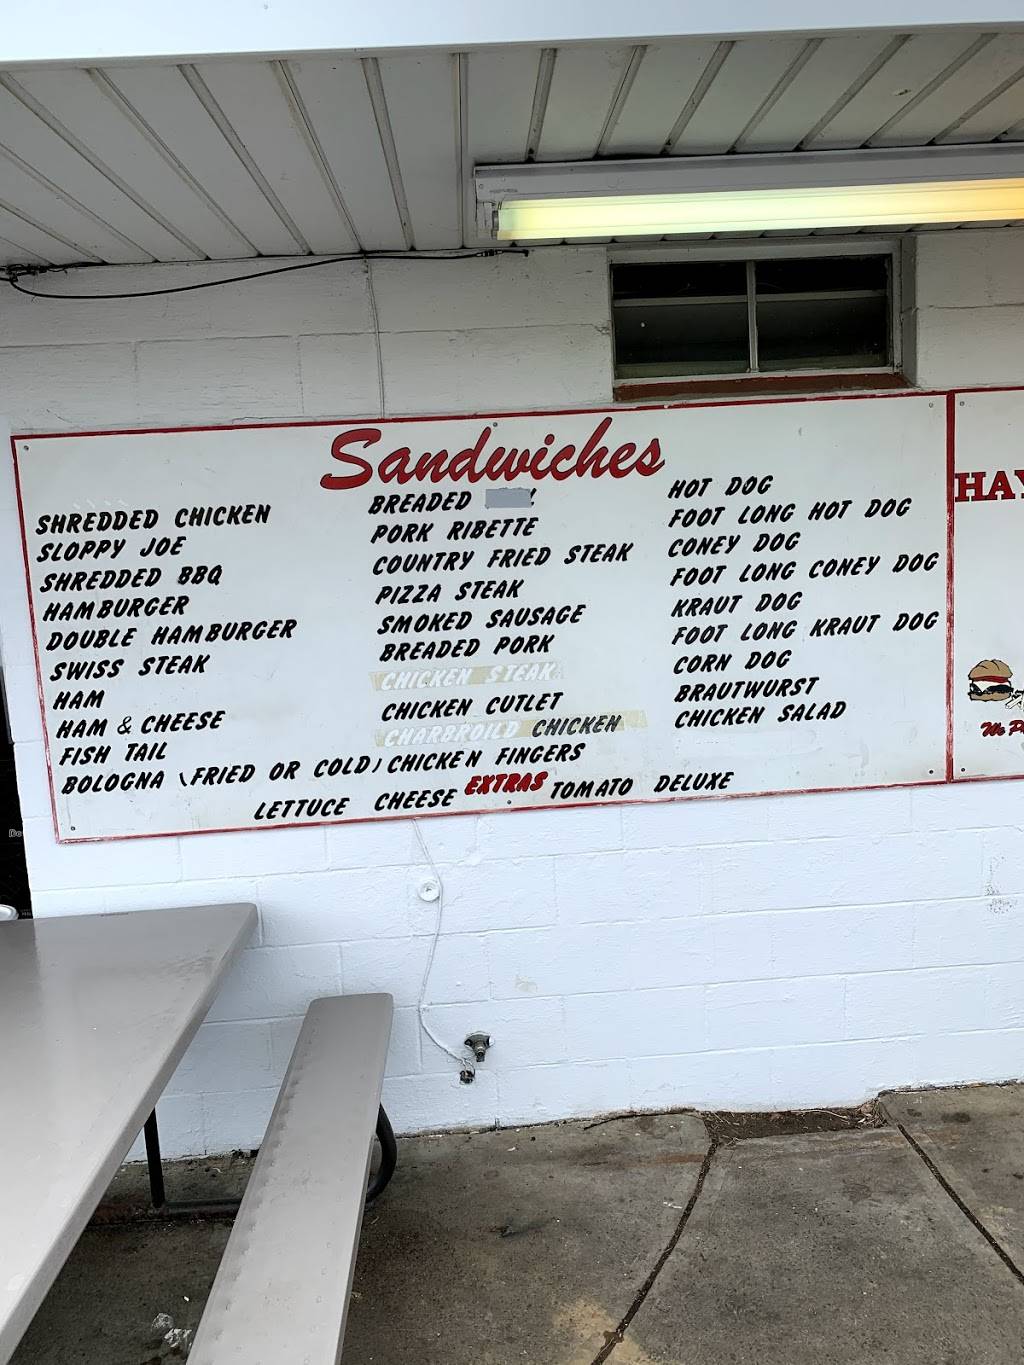 Sandwiches
SHREDDED CHICKEN
SLOPPY JOE
SHREDDED BBQ
HAMBURGER
DOUBLE HAMBURGER
SWISS STEAK
HAM
HAM & CHEESE
FISH TAIL
BOLOGNA (FRIED OR COLD)
BREADED
PORK RIBETTE
COUNTRY FRIED STEAK
PIZZA STEAK
SMOKED SAUSAGE
BREADED PORK
CHICKEN STEAK
CHICKEN CUTLET
CHARBROILD CHICKEN
CHICKEN FINGERS
HOT DOG
FOOT LONG HOT DOG
CONEY DOG
FOOT LONG CONEY DOG
KRAUT DOG
FOOT LONG KRAUT DOG
CORN DOG
BRAUTWURST
CHICKEN SALAD
EXTRAS
LETTUCE CHEESE TOMATO DELUXE
HAY
We